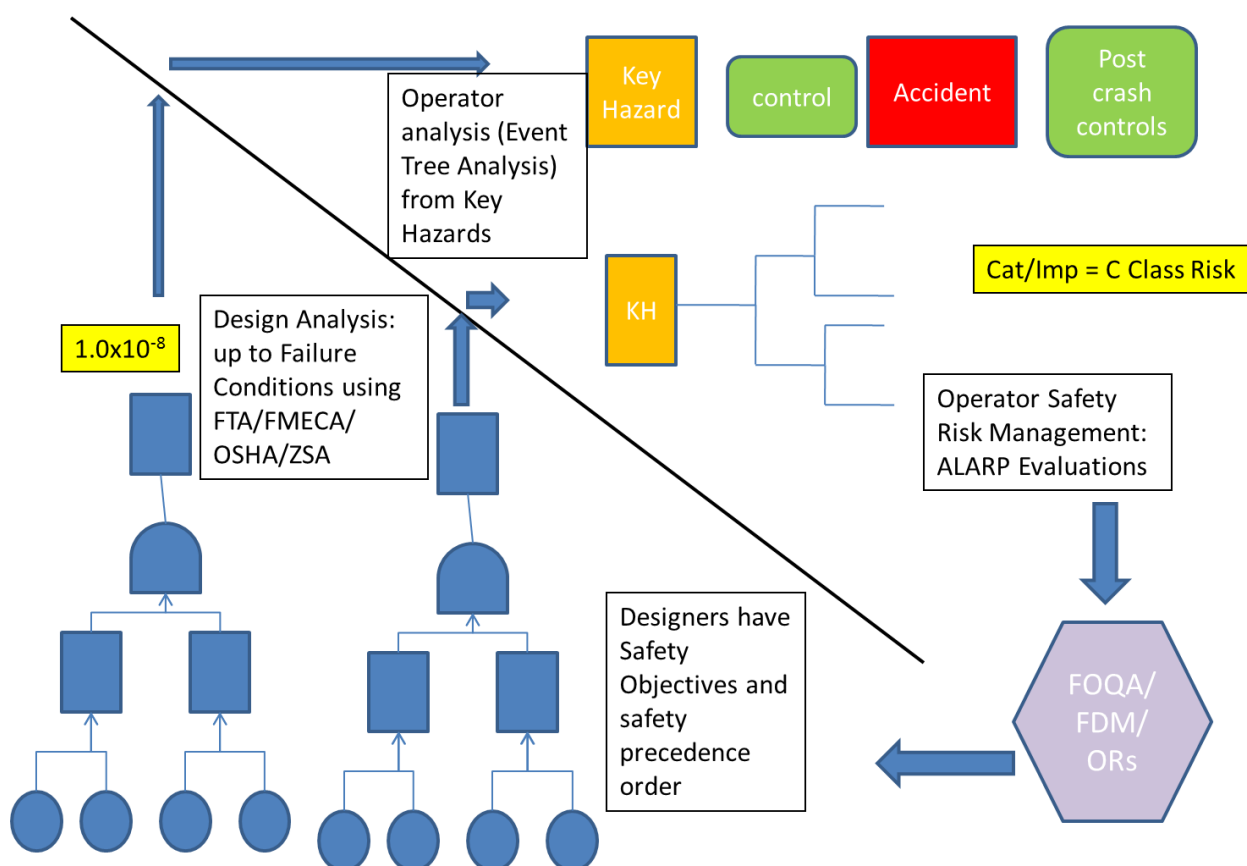 Key
Hazard
control
Accident
Post
crash
controls
Operator
analysis (Event
Tree Analysis)
from Key
Hazards
KH
Cat/Imp = C Class Risk
1.0x10⁻⁸
Design Analysis:
up to Failure
Conditions using
FTA/FMECA/
OSHA/ZSA
Operator Safety
Risk Management:
ALARP Evaluations
Designers have
Safety
Objectives and
safety
precedence
order
FOQA/
FDM/
ORs